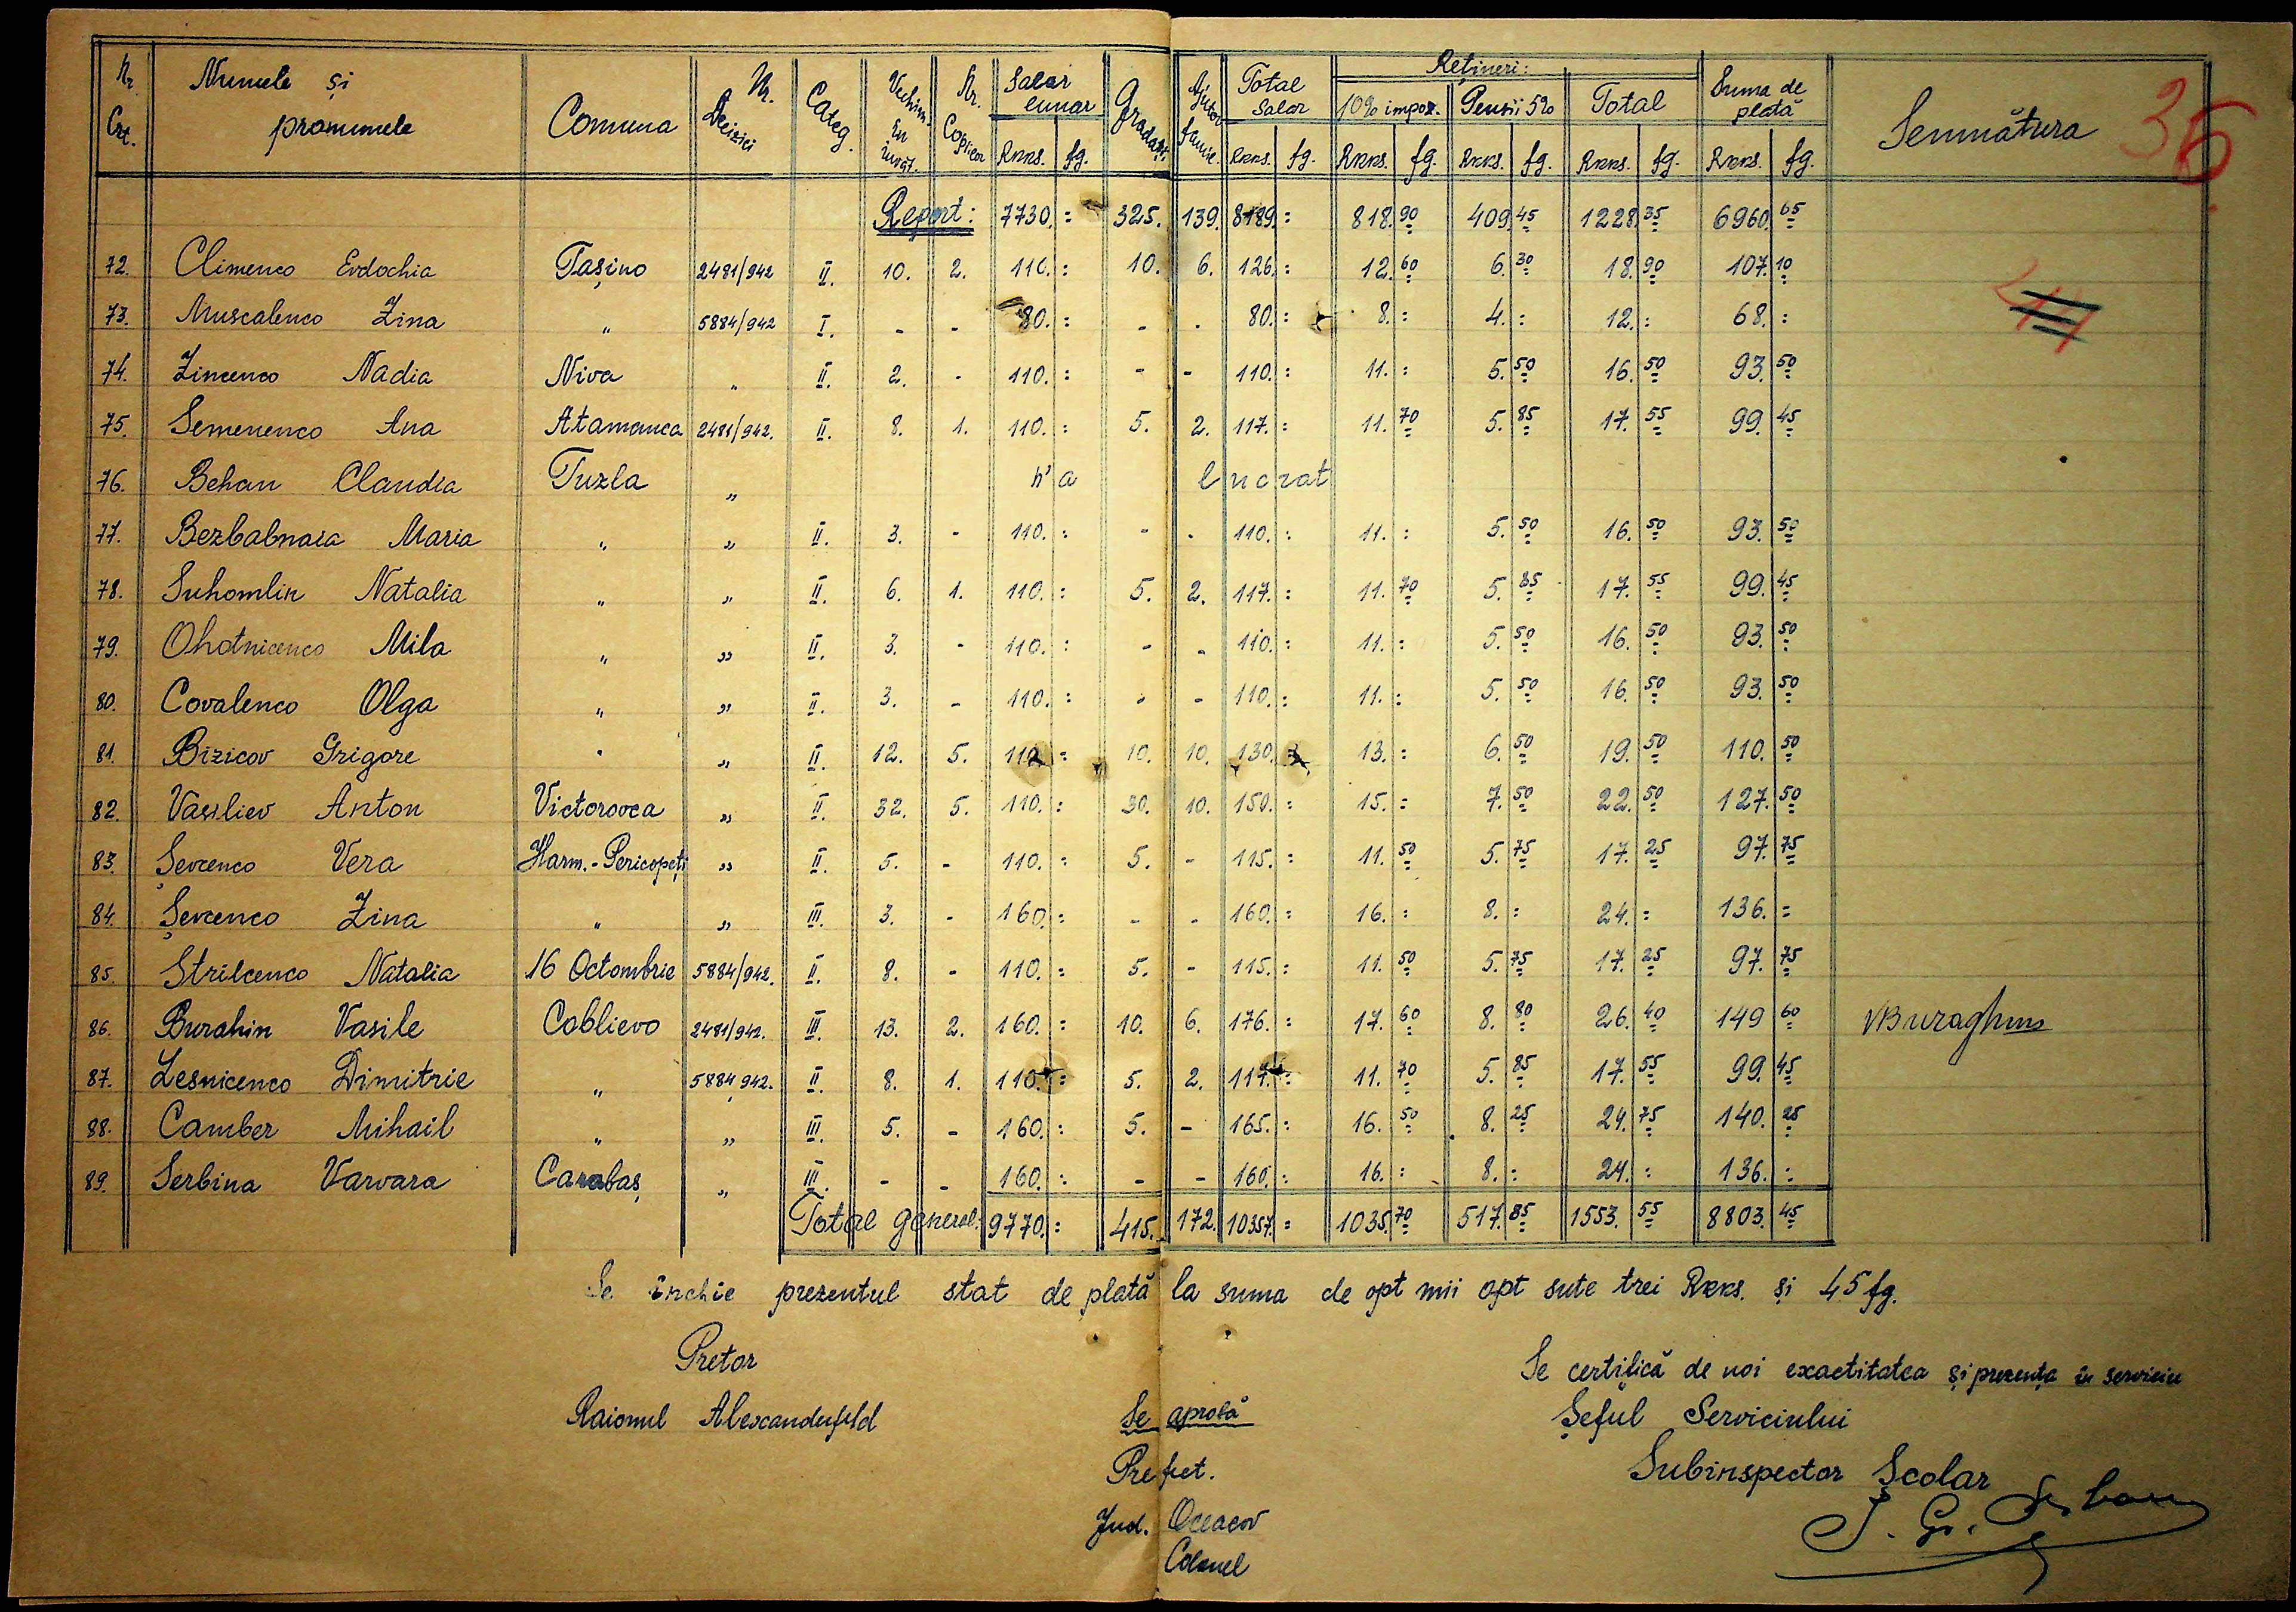 Nr. Crt. Numele și pronumele Comuna Nr. Decizici Categ. Vechim. în învăț. Nr. Copiilor Salar lunar Gradații Ajutor famil. Total Salar Rețineri: Suma de plată Semnătura 36
10% impoz. Pensii 5% Total
RKKS. fg. RKKS. fg. RKKS. fg. RKKS. fg. RKKS. fg. RKKS. fg.
Report: 7730. : 325. 139. 8189. : 818. 90 409. 45 1228. 35 6960. 65
72. Climenco Evdochia Tașino 2481/942 II. 10. 2. 110. : 10. 6. 126. : 12. 60 6. 30 18. 90 107. 10
73. Muscalenco Zina " 5884/942 I. - - 80. : - - 80. : 8. : 4. : 12. : 68. :
74. Zincenco Nadia Niva " II. 2. - 110. : - - 110. : 11. : 5. 50 16. 50 93. 50
75. Semenenco Ana Atamanca 2481/942. II. 8. 1. 110. : 5. 2. 117. : 11. 70 5. 85 17. 55 99. 45
76. Behan Claudia Tuzla " n'a lucrat
77. Bezbabnaia Maria " " II. 3. - 110. : - - 110. : 11. : 5. 50 16. 50 93. 50
78. Suhomlin Natalia " " II. 6. 1. 110. : 5. 2. 117. : 11. 70 5. 85 17. 55 99. 45
79. Ohotnicenco Mila " " II. 3. - 110. : - - 110. : 11. : 5. 50 16. 50 93. 50
80. Covalenco Olga " " II. 3. - 110. : - - 110. : 11. : 5. 50 16. 50 93. 50
81. Bizicov Grigore " " II. 12. 5. 110. : 10. 10. 130. : 13. : 6. 50 19. 50 110. 50
82. Vasiliev Anton Victorovca " II. 32. 5. 110. : 30. 10. 150. : 15. : 7. 50 22. 50 127. 50
83. Șevcenco Vera Harm.-Pericopeți " II. 5. - 110. : 5. - 115. : 11. 50 5. 75 17. 25 97. 75
84. Șevcenco Zina " " III. 3. - 160. : - - 160. : 16. : 8. : 24. : 136. :
85. Strilcenco Natalia 16 Octombrie 5884/942. II. 8. - 110. : 5. - 115. : 11. 50 5. 75 17. 25 97. 75
86. Burahin Vasile Coblievo 2481/942. III. 13. 2. 160. : 10. 6. 176. : 17. 60 8. 80 26. 40 149 60 VBuraghin
87. Lesnicenco Dimitrie " 5884/942. II. 8. 1. 110. : 5. 2. 117. : 11. 70 5. 85 17. 55 99. 45
88. Camber Mihail " " III. 5. - 160. : 5. - 165. : 16. 50 8. 25 24. 75 140. 25
89. Serbina Varvara Carabaș " III. - - 160. : - - 160. : 16. : 8. : 24. : 136. :
Total general: 9770. : 415. 172. 10357. : 1035. 70 517. 85 1553. 55 8803. 45
Se închie prezentul stat de plată la suma de opt mii opt sute trei RKKS. și 45 fg.
Pretor
Raionul Alexanderfeld
Se aprobă
Prefect.
Jud. Oceacov
Colonel
Se certifică de noi exactitatea și prezența în serviciu
Șeful Serviciului
Subinspector Școlar